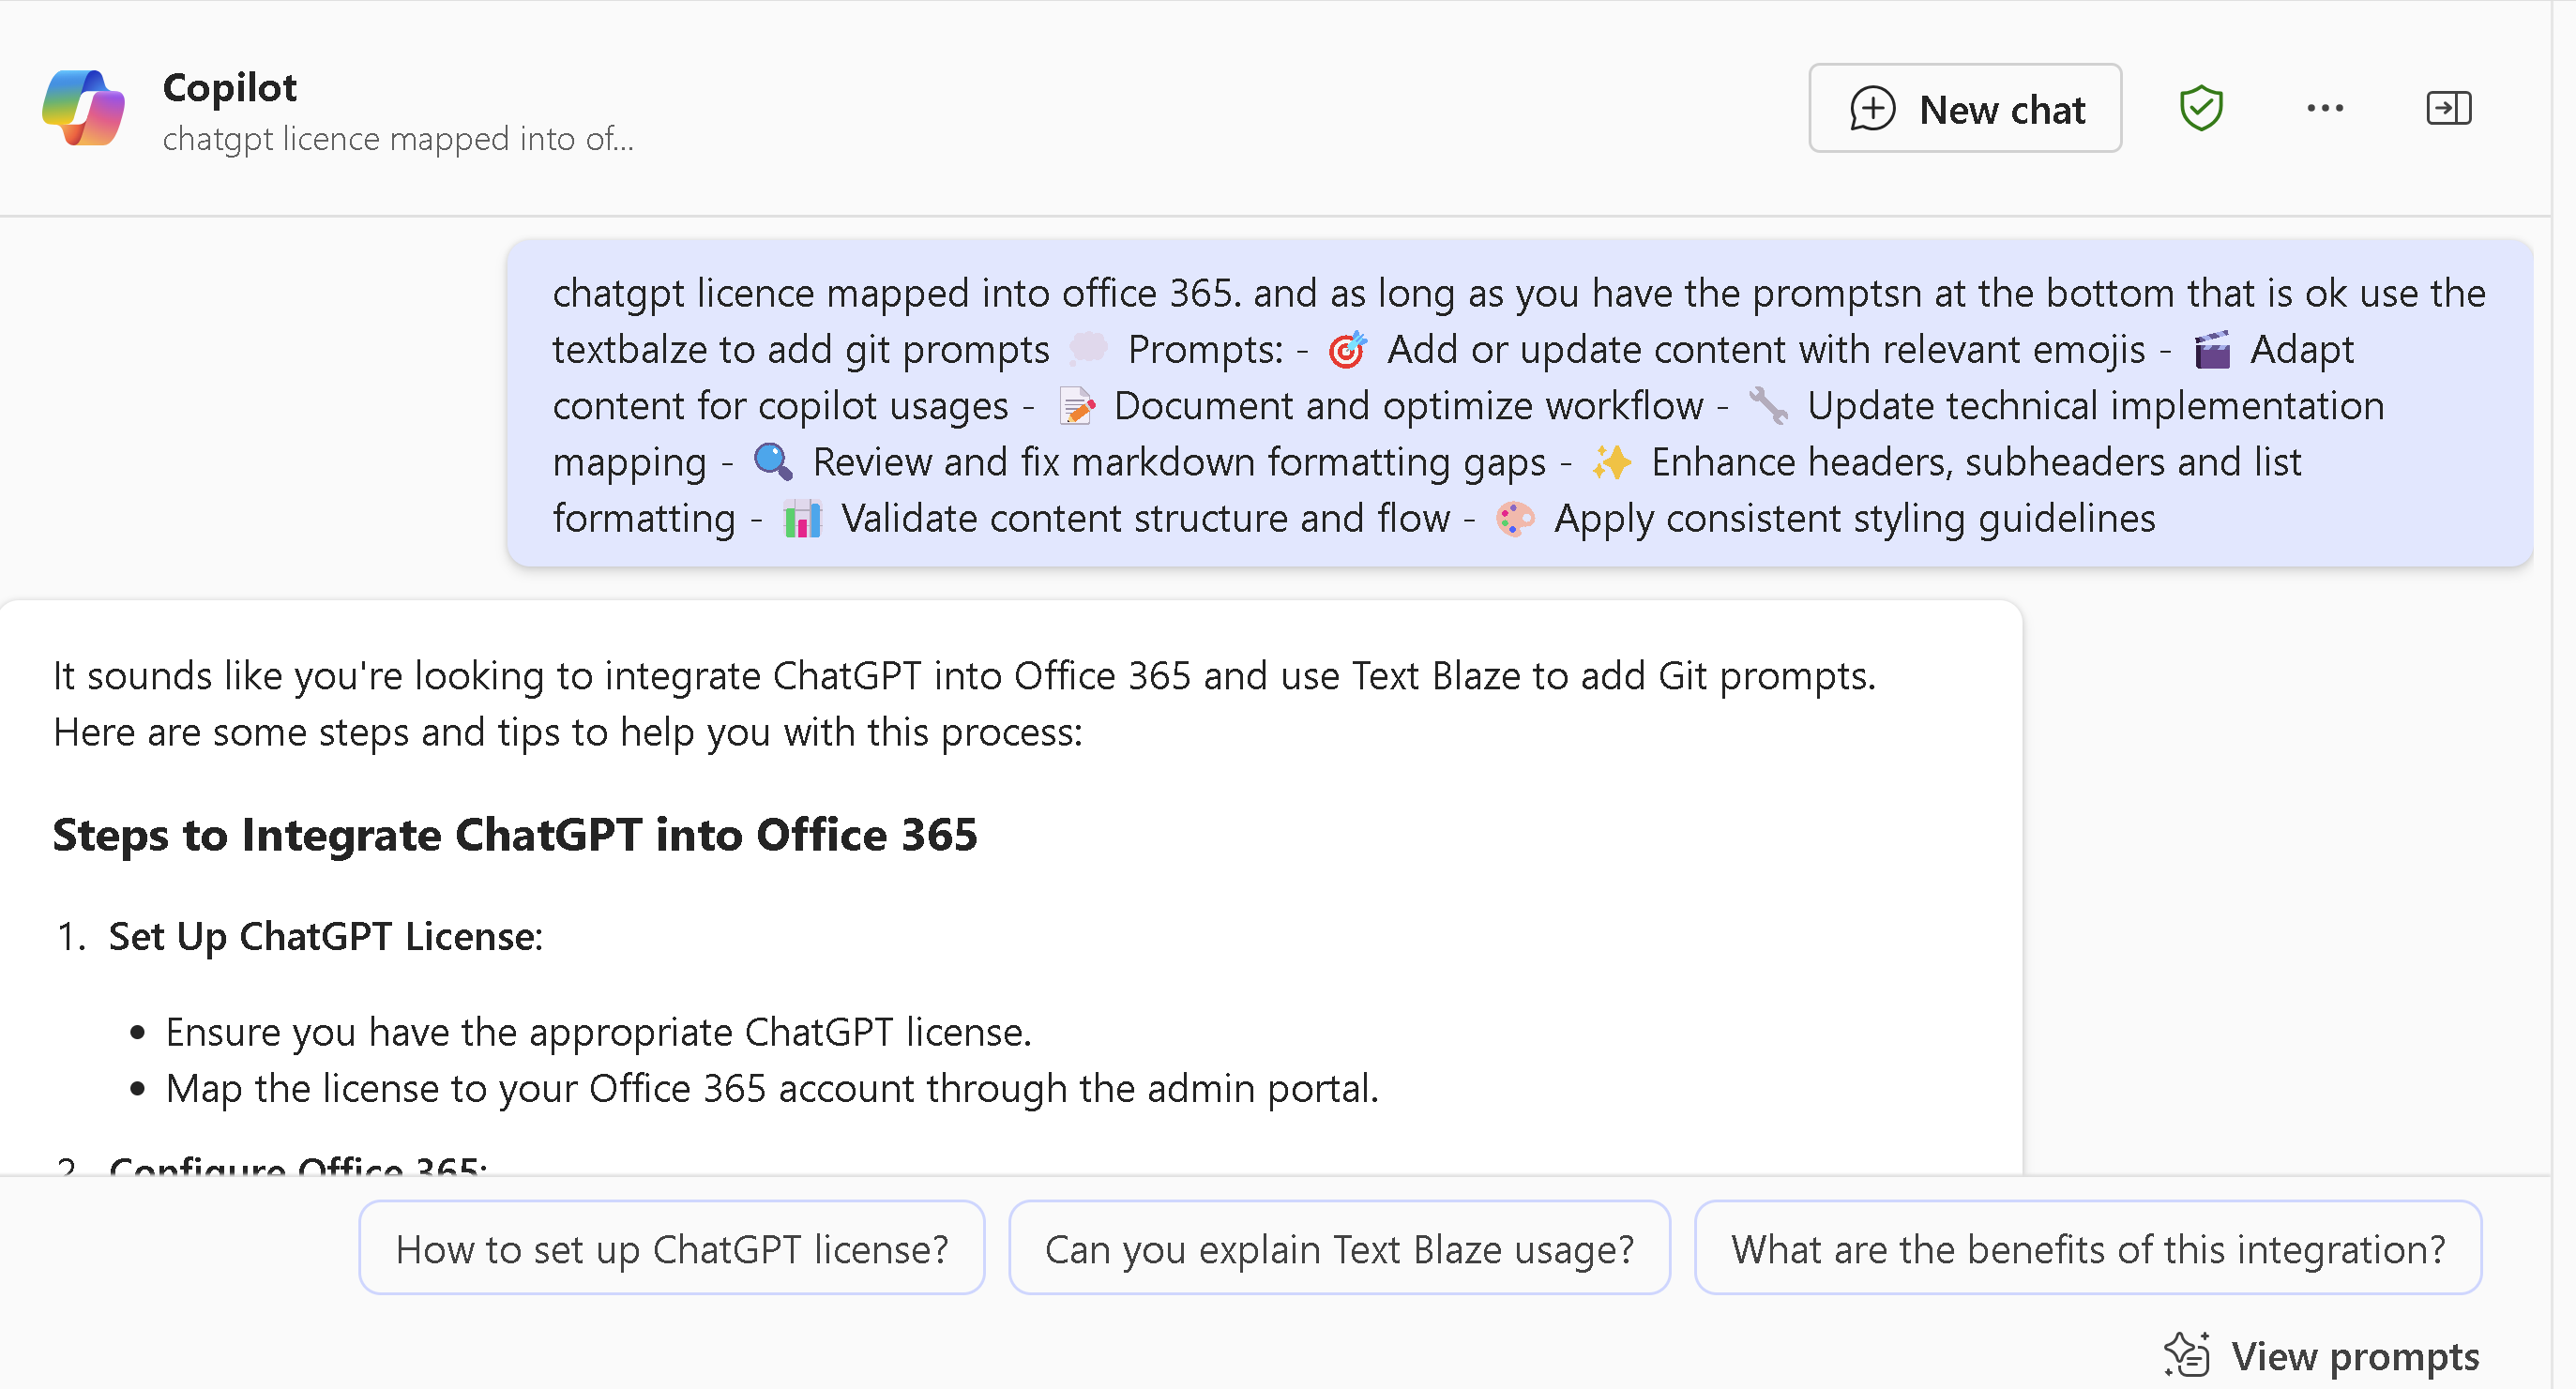 Copilot
chatgpt licence mapped into of...
New chat
chatgpt licence mapped into office 365. and as long as you have the promptsn at the bottom that is ok use the
textbalze to add git prompts 💭 Prompts: - 🎯 Add or update content with relevant emojis - 🎬 Adapt
content for copilot usages - 📝 Document and optimize workflow - 🔧 Update technical implementation
mapping - 🔍 Review and fix markdown formatting gaps - ✨ Enhance headers, subheaders and list
formatting - 📊 Validate content structure and flow - 🎨 Apply consistent styling guidelines
It sounds like you're looking to integrate ChatGPT into Office 365 and use Text Blaze to add Git prompts.
Here are some steps and tips to help you with this process:
Steps to Integrate ChatGPT into Office 365
1. Set Up ChatGPT License:
• Ensure you have the appropriate ChatGPT license.
• Map the license to your Office 365 account through the admin portal.
2. Configure Office 365:
How to set up ChatGPT license?
Can you explain Text Blaze usage?
What are the benefits of this integration?
View prompts